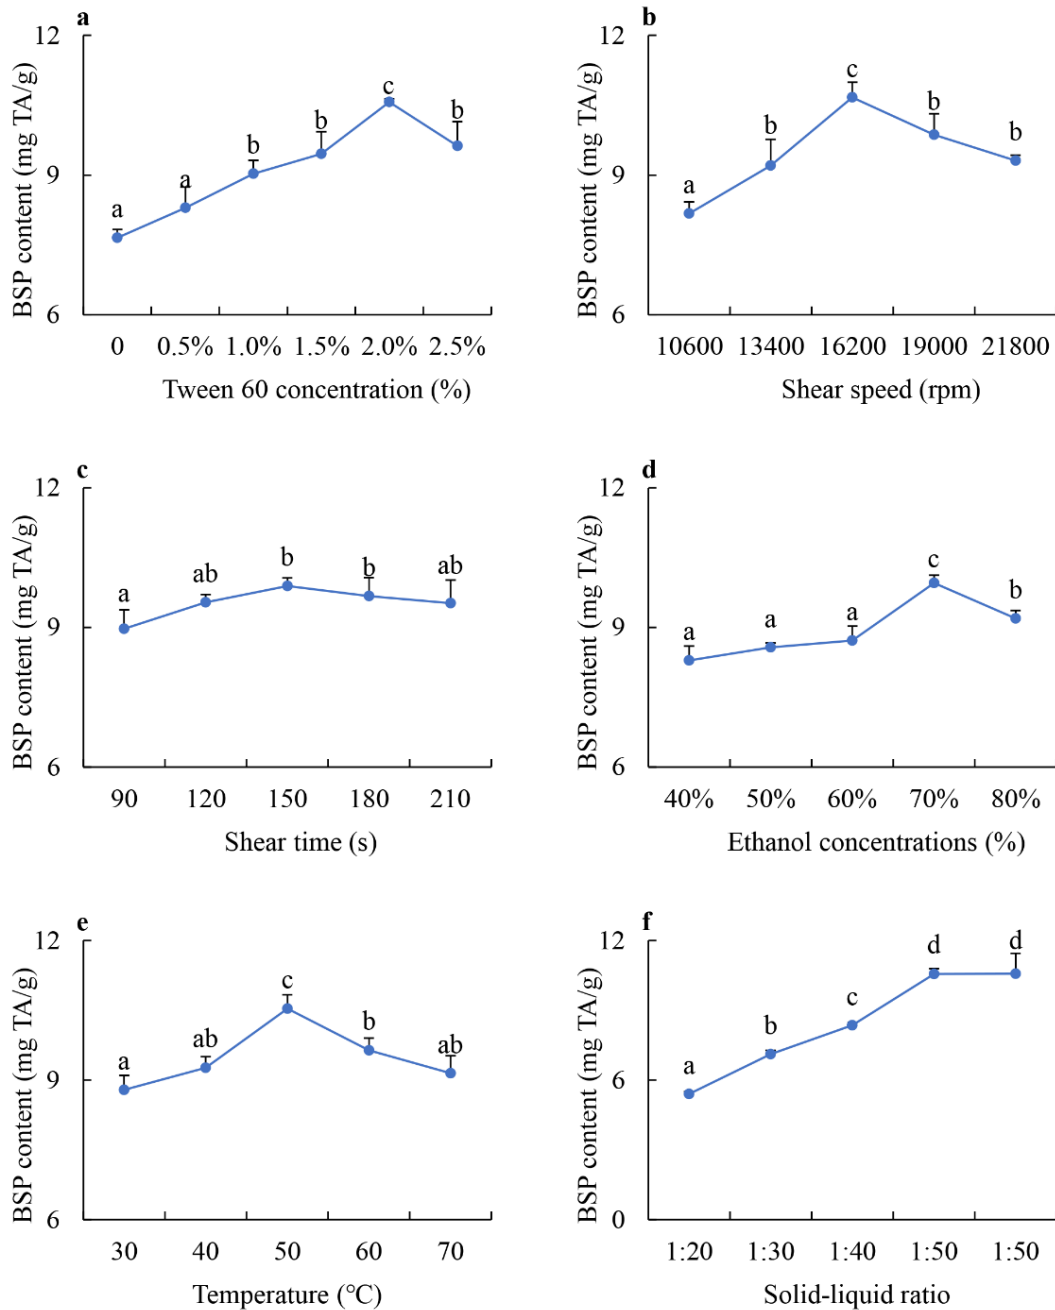 a
12
9
6
BSP content (mg TA/g)
a
a
b
b
c
b
0 0.5% 1.0% 1.5% 2.0% 2.5%
Tween 60 concentration (%)
b
12
9
6
BSP content (mg TA/g)
a
b
c
b
b
10600 13400 16200 19000 21800
Shear speed (rpm)
c
12
9
6
BSP content (mg TA/g)
a
ab
b
b
ab
90 120 150 180 210
Shear time (s)
d
12
9
6
BSP content (mg TA/g)
a
a
a
c
b
40% 50% 60% 70% 80%
Ethanol concentrations (%)
e
12
9
6
BSP content (mg TA/g)
a
ab
c
b
ab
30 40 50 60 70
Temperature (℃)
f
12
6
0
BSP content (mg TA/g)
a
b
c
d
d
1:20 1:30 1:40 1:50 1:50
Solid-liquid ratio